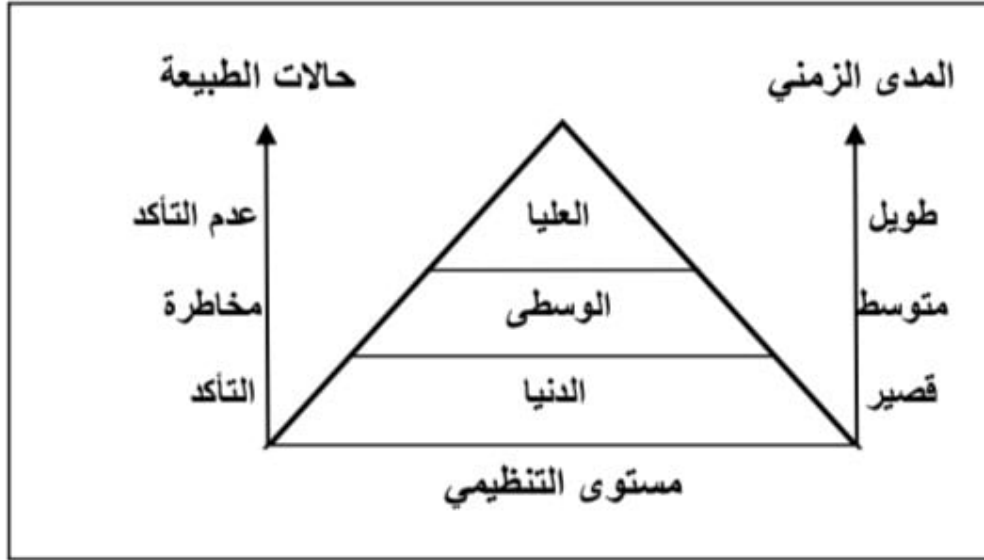 المدى الزمني
حالات الطبيعة
طويل
العليا
عدم التأكد
متوسط
الوسطى
مخاطرة
قصير
الدنيا
التأكد
مستوى التنظيمي